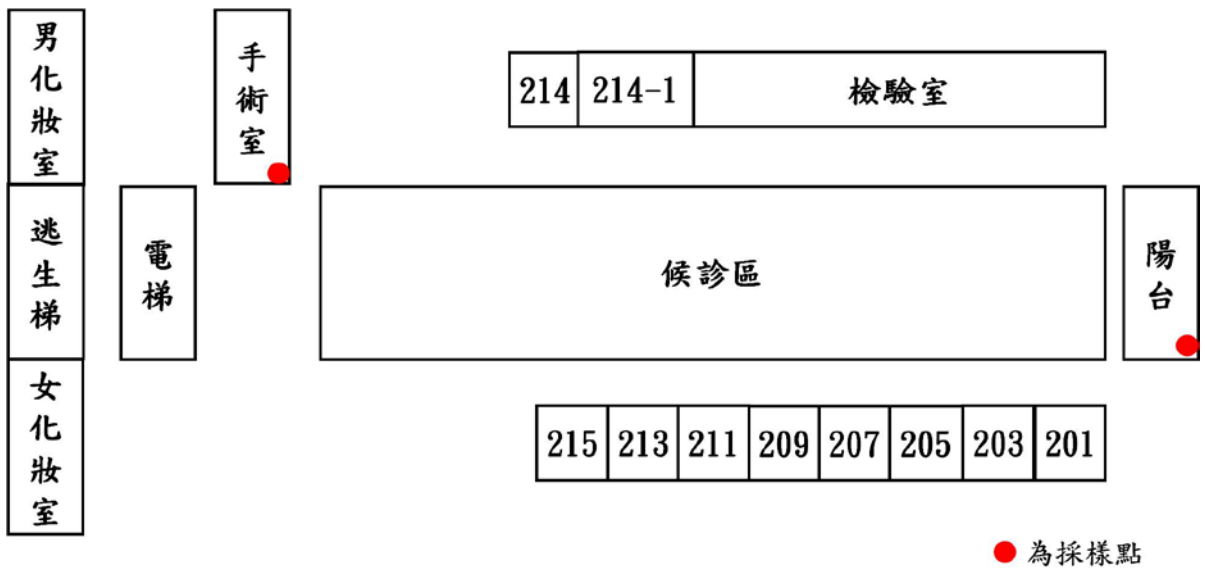 男化妝室
手術室
214
214-1
檢驗室
逃生梯
電梯
候診區
陽台
女化妝室
215
213
211
209
207
205
203
201
為採樣點